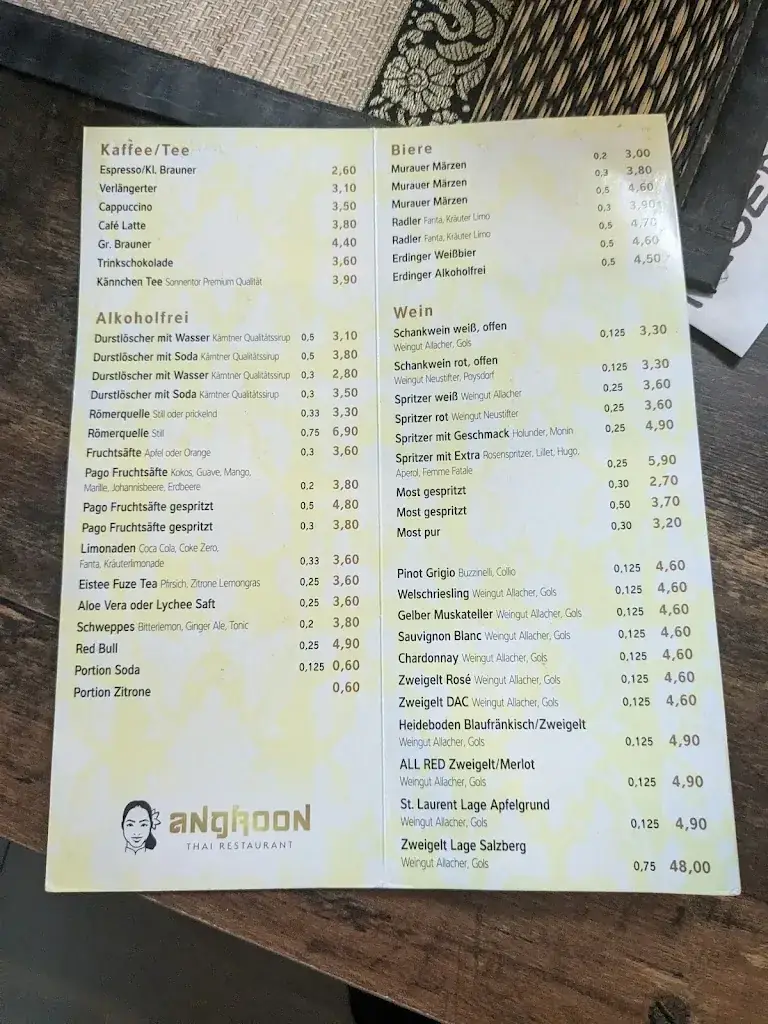 Kaffee/Tee
Espresso/Kl. Brauner 2,60
Verlängerter 3,10
Cappuccino 3,50
Café Latte 3,80
Gr. Brauner 4,40
Trinkschokolade 3,60
Kännchen Tee Sonnentor Premium Qualität 3,90
Alkoholfrei
Durstlöscher mit Wasser Kärntner Qualitätssirup 0,5 3,10
Durstlöscher mit Soda Kärntner Qualitätssirup 0,5 3,80
Durstlöscher mit Wasser Kärntner Qualitätssirup 0,3 2,80
Durstlöscher mit Soda Kärntner Qualitätssirup 0,3 3,50
Römerquelle Still oder prickelnd 0,33 3,30
Römerquelle Still 0,75 6,90
Fruchtsäfte Apfel oder Orange 0,3 3,60
Pago Fruchtsäfte Kokos, Guave, Mango,
Marille, Johannisbeere, Erdbeere 0,2 3,80
Pago Fruchtsäfte gespritzt 0,5 4,80
Pago Fruchtsäfte gespritzt 0,3 3,80
Limonaden Coca Cola, Coke Zero,
Fanta, Kräuterlimonade 0,33 3,60
Eistee Fuze Tea Pfirsich, Zitrone Lemongras 0,25 3,60
Aloe Vera oder Lychee Saft 0,25 3,60
Schweppes Bitterlemon, Ginger Ale, Tonic 0,2 3,80
Red Bull 0,25 4,90
Portion Soda 0,125 0,60
Portion Zitrone 0,60
angkoon
THAI RESTAURANT
Biere
Murauer Märzen 0,2 3,00
Murauer Märzen 0,3 3,80
Murauer Märzen 0,5 4,60
Radler Fanta, Kräuter Limo 0,3 3,90
Radler Fanta, Kräuter Limo 0,5 4,70
Erdinger Weißbier 0,5 4,60
Erdinger Alkoholfrei 0,5 4,50
Wein
Schankwein weiß, offen
Weingut Allacher, Gols 0,125 3,30
Schankwein rot, offen
Weingut Neustifter, Poysdorf 0,125 3,30
Spritzer weiß Weingut Allacher 0,25 3,60
Spritzer rot Weingut Neustifter 0,25 3,60
Spritzer mit Geschmack Holunder, Monin 0,25 4,90
Spritzer mit Extra Rosenspritzer, Lillet, Hugo,
Aperol, Femme Fatale 0,25 5,90
Most gespritzt 0,30 2,70
Most gespritzt 0,50 3,70
Most pur 0,30 3,20
Pinot Grigio Buzzinelli, Collio 0,125 4,60
Welschriesling Weingut Allacher, Gols 0,125 4,60
Gelber Muskateller Weingut Allacher, Gols 0,125 4,60
Sauvignon Blanc Weingut Allacher, Gols 0,125 4,60
Chardonnay Weingut Allacher, Gols 0,125 4,60
Zweigelt Rosé Weingut Allacher, Gols 0,125 4,60
Zweigelt DAC Weingut Allacher, Gols 0,125 4,60
Heideboden Blaufränkisch/Zweigelt
Weingut Allacher, Gols 0,125 4,90
ALL RED Zweigelt/Merlot
Weingut Allacher, Gols 0,125 4,90
St. Laurent Lage Apfelgrund
Weingut Allacher, Gols 0,125 4,90
Zweigelt Lage Salzberg
Weingut Allacher, Gols 0,75 48,00